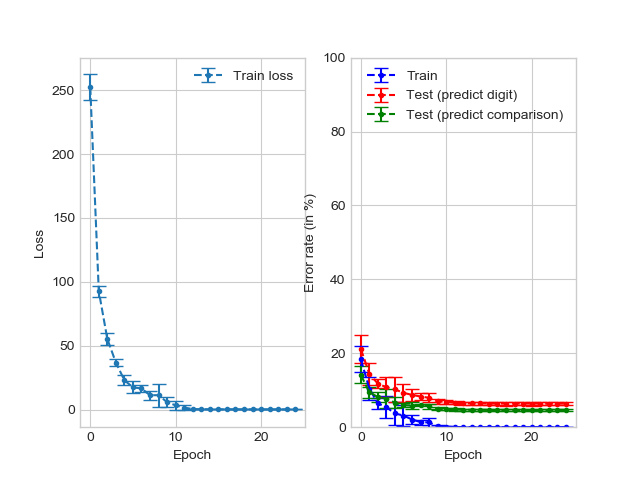 Train loss
250
200
150
100
50
0
0
10
20
Loss
Epoch
Train
Test (predict digit)
Test (predict comparison)
100
80
60
40
20
0
0
10
20
Error rate (in %)
Epoch